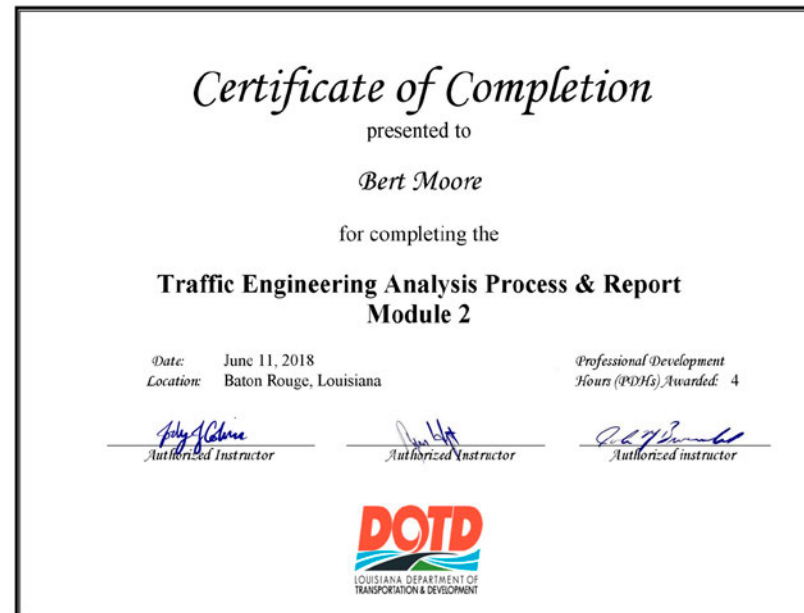 Certificate of Completion
presented to
Bert Moore
for completing the
Traffic Engineering Analysis Process & Report
Module 2
Date: June 11, 2018
Professional Development
Location: Baton Rouge, Louisiana
Hours (PDHs) Awarded: 4
Authorized Instructor
Authorized Instructor
Authorized instructor
DOTD
LOUISIANA DEPARTMENT OF
TRANSPORTATION & DEVELOPMENT